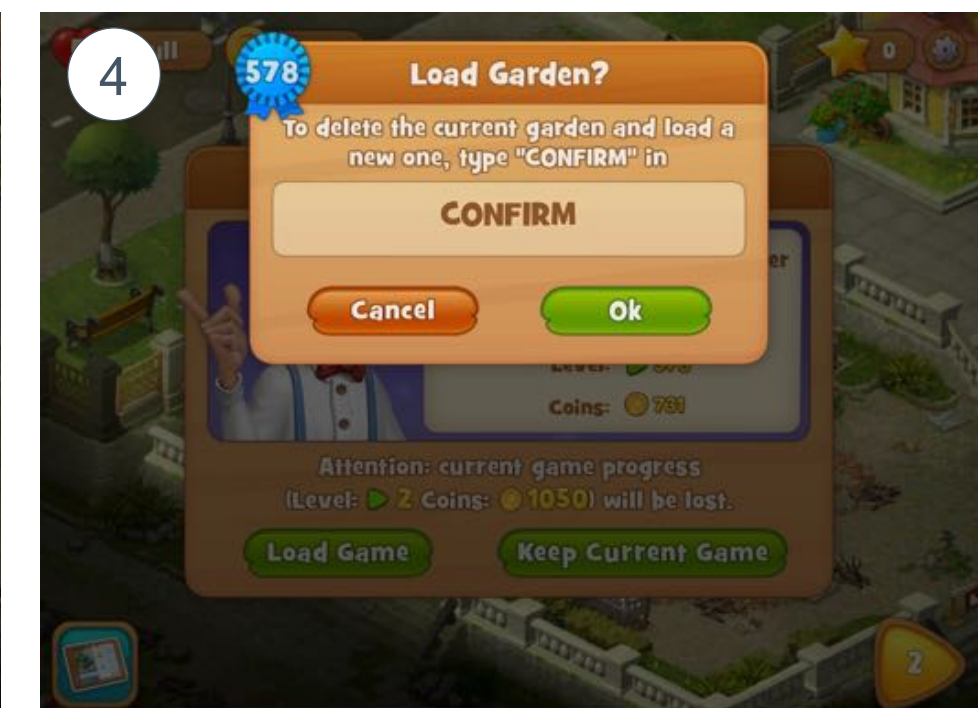 4
578
Load Garden?
To delete the current garden and load a
new one, type "CONFIRM" in
CONFIRM
Cancel
Ok
0
Coins: 731
Attention: current game progress
(Level: 2 Coins: 1050) will be lost.
Load Game
Keep Current Game
2